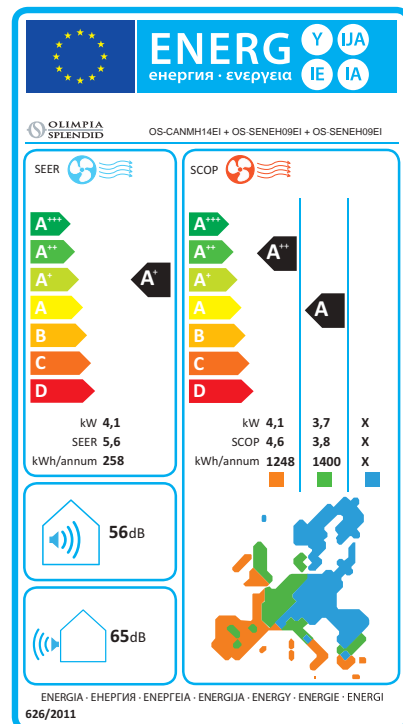 ENERG
енергия · ενεργεια
Y IJA
IE IA
OLIMPIA
SPLENDID
OS-CANMH14EI + OS-SENEH09EI + OS-SENEH09EI
SEER
A+++
A++
A+
A
B
C
D
A+
kW 4,1
SEER 5,6
kWh/annum 258
SCOP
A+++
A++
A+
A
B
C
D
A++
A
kW 4,1 3,7 X
SCOP 4,6 3,8 X
kWh/annum 1248 1400 X
56dB
65dB
ENERGIA · ЕНЕРГИЯ · ΕΝΕΡΓΕΙΑ · ENERGIJA · ENERGY · ENERGIE · ENERGI
626/2011